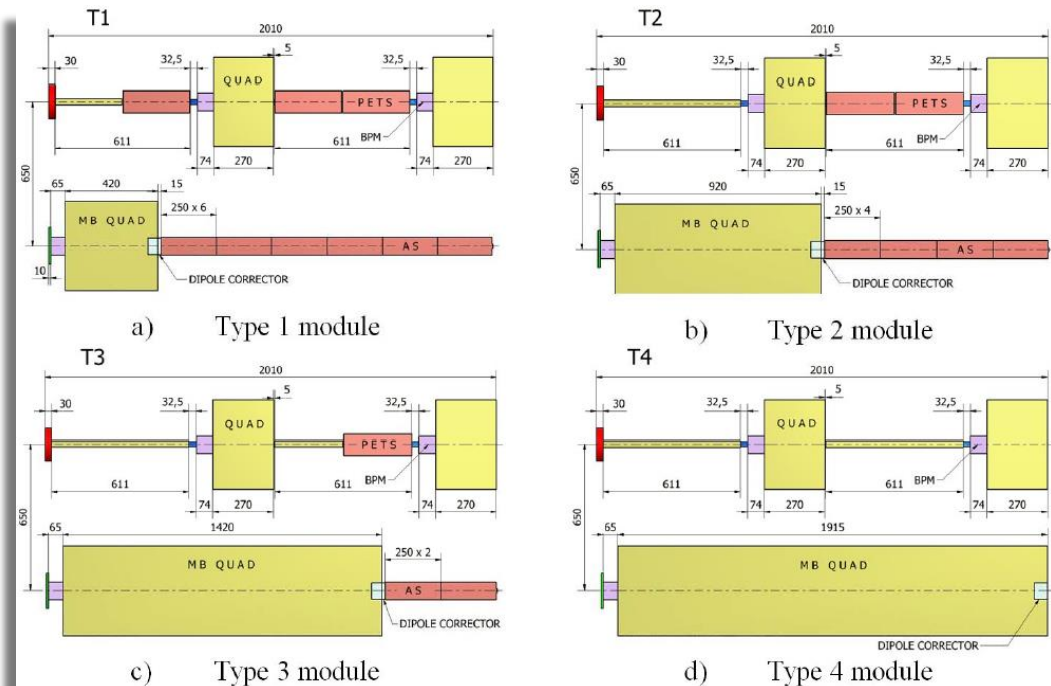 T1
2010
30
32,5
5
32,5
QUAD
PETS
BPM
611
611
74
270
74
270
650
65
420
15
250 x 6
MB QUAD
AS
10
DIPOLE CORRECTOR
a) Type 1 module
T2
2010
30
32,5
5
32,5
QUAD
PETS
BPM
611
611
74
270
74
270
650
65
920
15
250 x 4
MB QUAD
AS
DIPOLE CORRECTOR
b) Type 2 module
T3
2010
30
32,5
5
32,5
QUAD
PETS
BPM
611
611
74
270
74
270
650
65
1420
250 x 2
MB QUAD
AS
DIPOLE CORRECTOR
c) Type 3 module
T4
2010
30
32,5
5
32,5
QUAD
BPM
611
611
74
270
74
270
650
65
1915
MB QUAD
DIPOLE CORRECTOR
d) Type 4 module